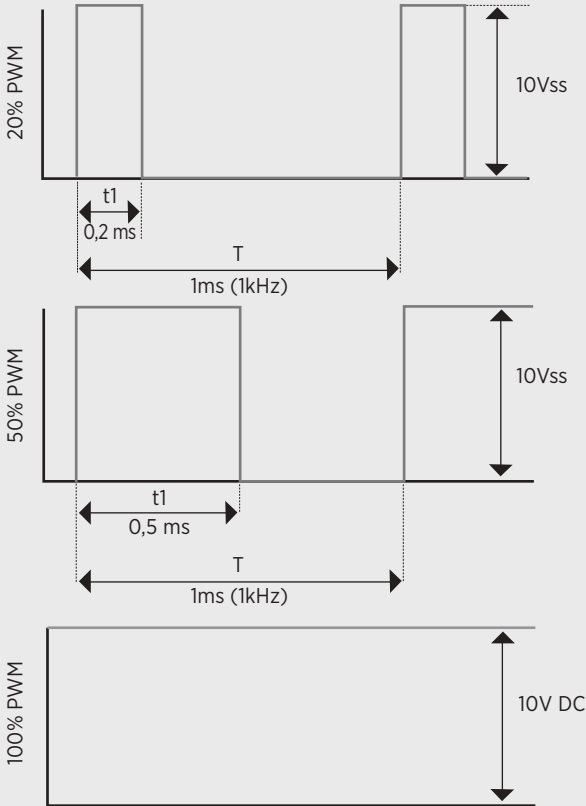 20% PWM
10Vss
t1
0,2 ms
T
1ms (1kHz)
50% PWM
10Vss
t1
0,5 ms
T
1ms (1kHz)
100% PWM
10V DC